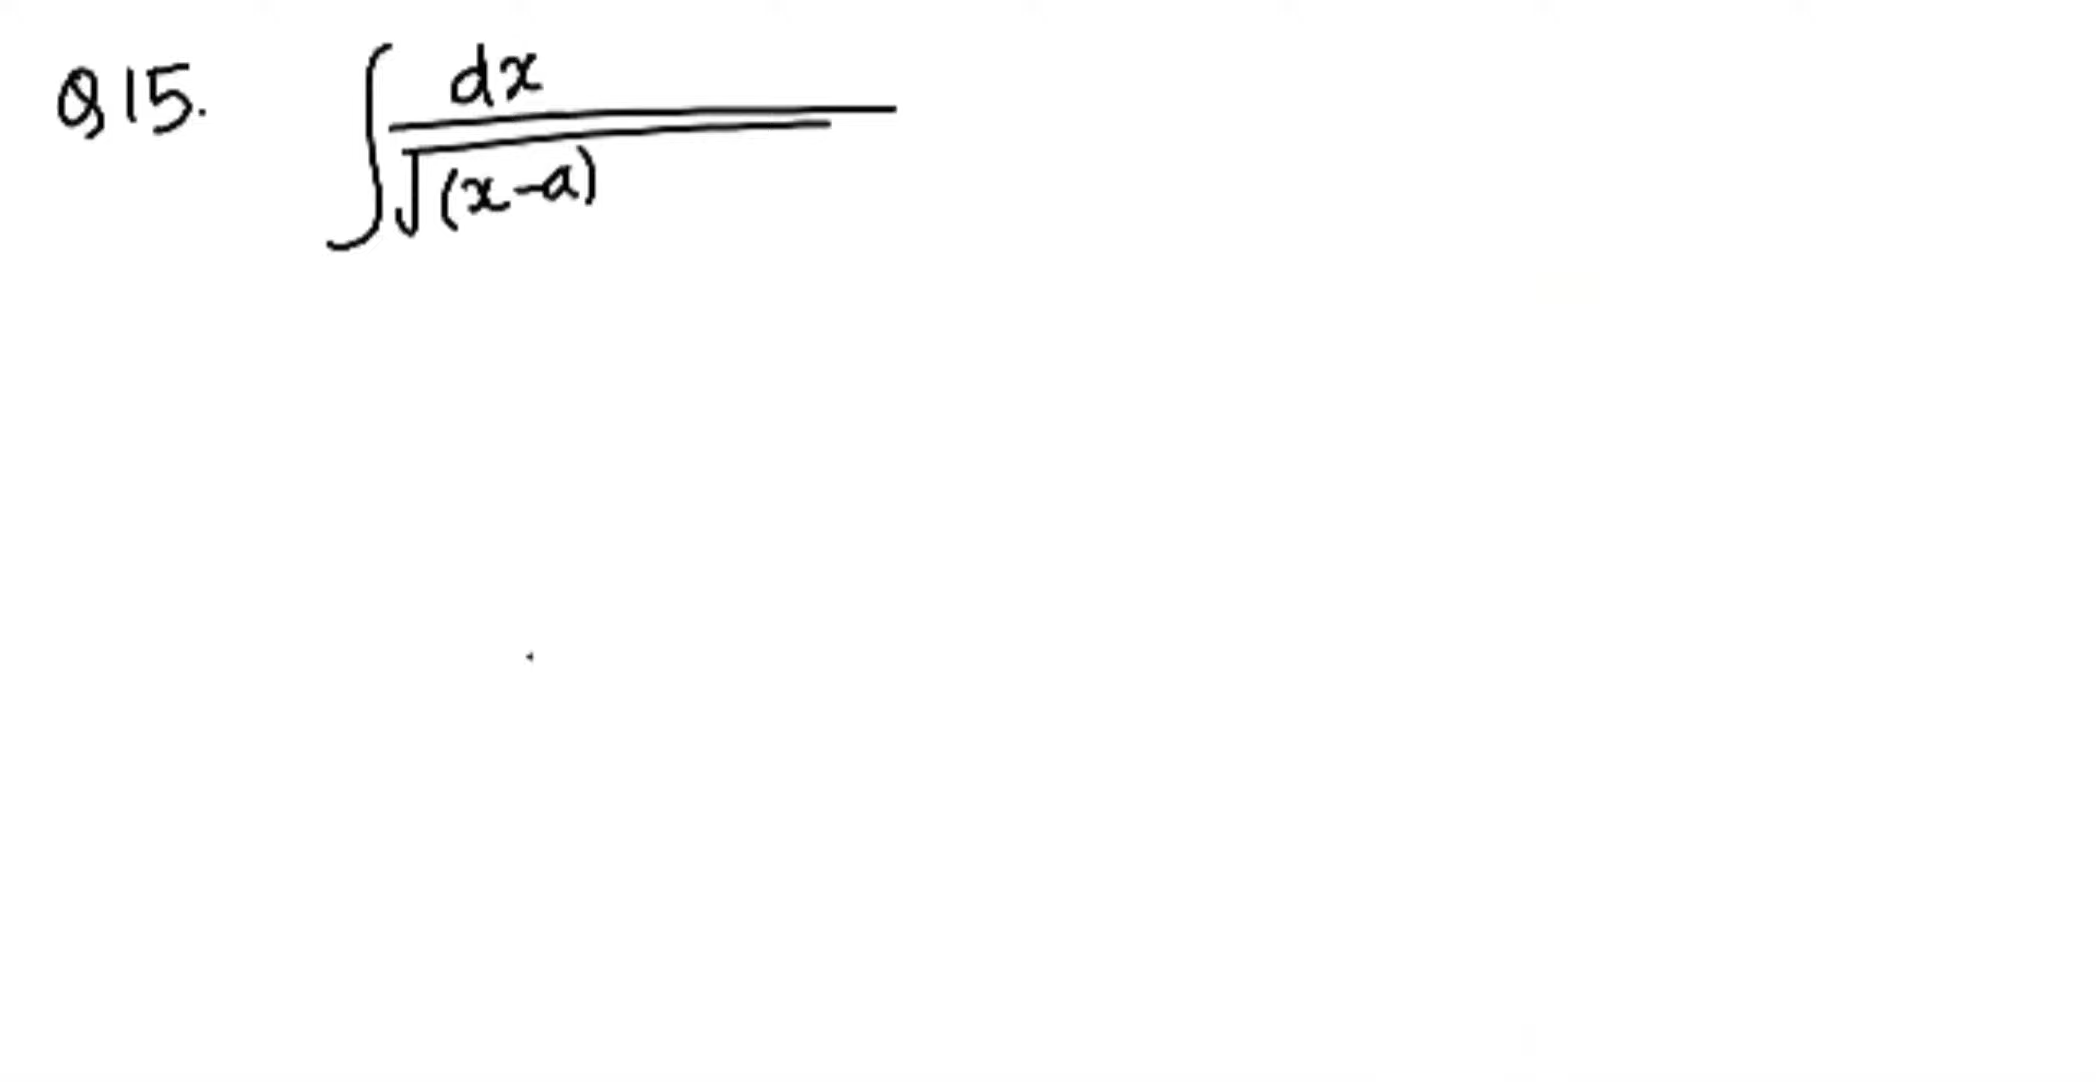 Q15. ∫ dx / √(x-a)